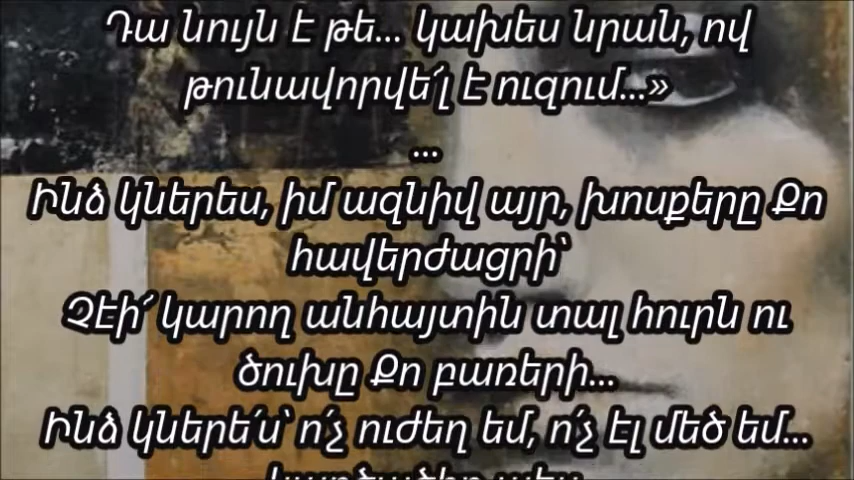 Դա նույն է թե... կախես նրան, ով
թունավորվե՜լ է ուզում...»
...
Ինձ կներես, իմ ազնիվ այր, խոսքերը Քո
հավերժացրի՝
Չէի՜ կարող անհայտին տալ հուրն ու
ծուխը Քո բառերի...
Ինձ կներե՜ս՝ ո՜չ ուժեղ եմ, ո՜չ էլ մեծ եմ...